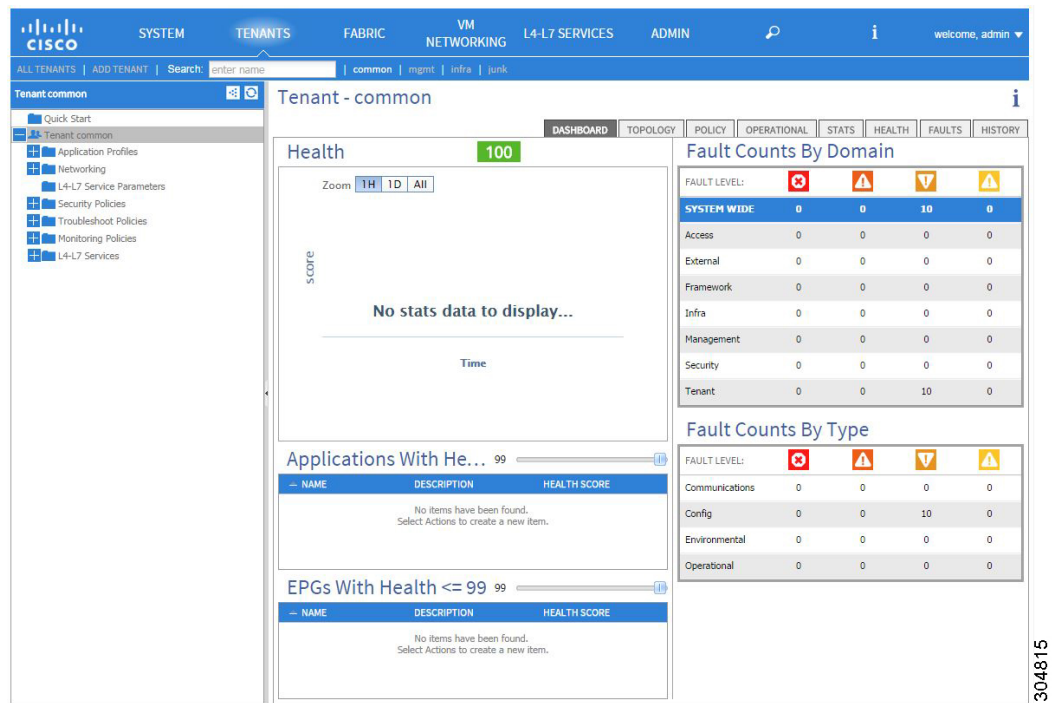 CISCO
SYSTEM
TENANTS
FABRIC
VM
NETWORKING
L4-L7 SERVICES
ADMIN
i
welcome, admin
ALL TENANTS | ADD TENANT | Search: enter name | common | mgmt | infra | junk
Tenant common
Quick Start
Tenant common
Application Profiles
Networking
L4-L7 Service Parameters
Security Policies
Troubleshoot Policies
Monitoring Policies
L4-L7 Services
Tenant - common
i
DASHBOARD TOPOLOGY POLICY OPERATIONAL STATS HEALTH FAULTS HISTORY
Health 100
Zoom 1H 1D All
score
No stats data to display...
Time
Applications With He... 99
NAME DESCRIPTION HEALTH SCORE
No items have been found.
Select Actions to create a new item.
EPGs With Health <= 99 99
NAME DESCRIPTION HEALTH SCORE
No items have been found.
Select Actions to create a new item.
Fault Counts By Domain
FAULT LEVEL:
SYSTEM WIDE 0 0 10 0
Access 0 0 0 0
External 0 0 0 0
Framework 0 0 0 0
Infra 0 0 0 0
Management 0 0 0 0
Security 0 0 0 0
Tenant 0 0 10 0
Fault Counts By Type
FAULT LEVEL:
Communications 0 0 0 0
Config 0 0 10 0
Environmental 0 0 0 0
Operational 0 0 0 0
304815